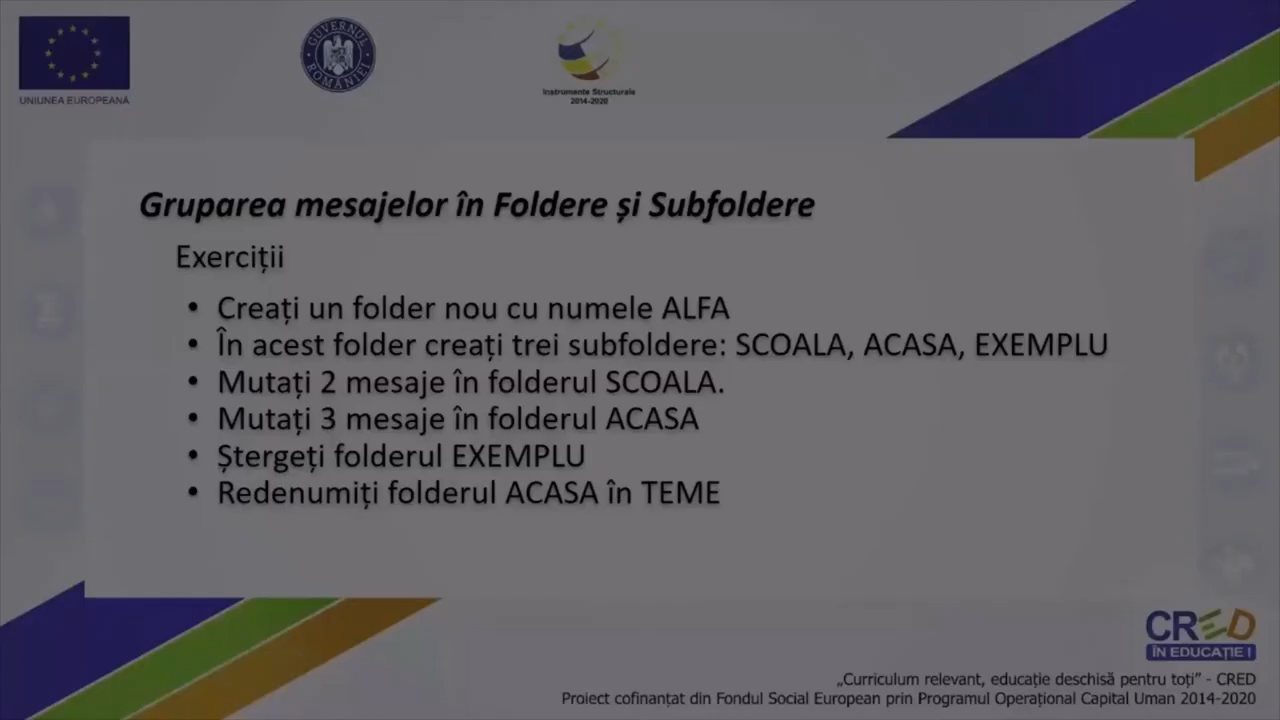 UNIUNEA EUROPEANĂ
GUVERNUL ROMÂNIEI
Instrumente Structurale
2014-2020
Gruparea mesajelor în Foldere și Subfoldere
Exerciții
• Creați un folder nou cu numele ALFA
• În acest folder creați trei subfoldere: SCOALA, ACASA, EXEMPLU
• Mutați 2 mesaje în folderul SCOALA.
• Mutați 3 mesaje în folderul ACASA
• Ștergeți folderul EXEMPLU
• Redenumiți folderul ACASA în TEME
CRED
ÎN EDUCAȚIE!
„Curriculum relevant, educație deschisă pentru toți” - CRED
Proiect cofinanțat din Fondul Social European prin Programul Operațional Capital Uman 2014-2020